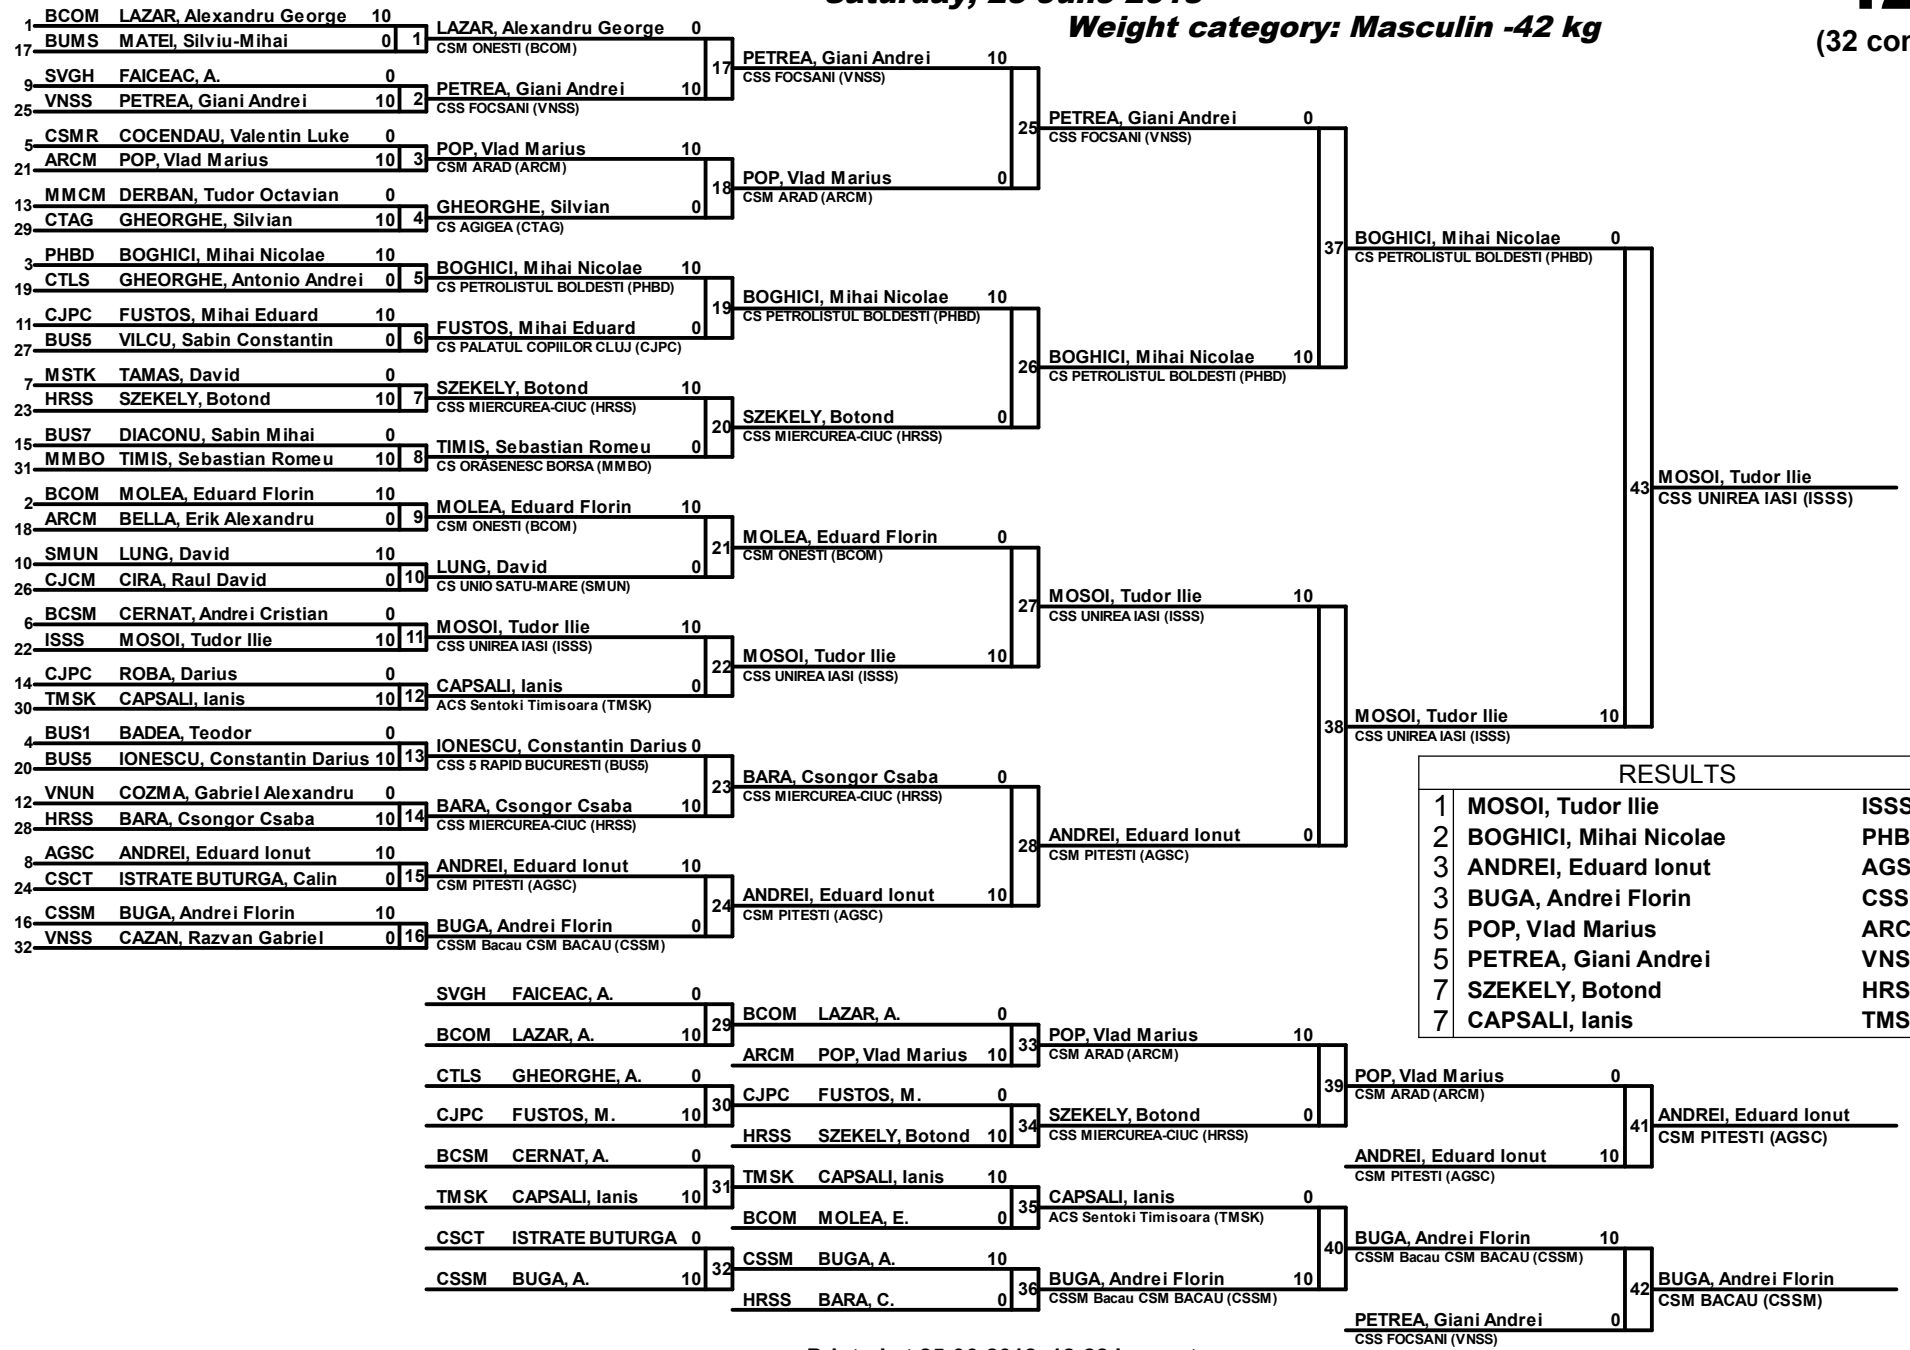 Weight category: Masculin -42 kg
(32 con
1 BCOM LAZAR, Alexandru George 10
17 BUMS MATEI, Silviu-Mihai 0
1
9 SVGH FAICEAC, A. 0
25 VNSS PETREA, Giani Andrei 10
2
5 CSMR COCENDAU, Valentin Luke 0
21 ARCM POP, Vlad Marius 10
3
13 MMCM DERBAN, Tudor Octavian 0
29 CTAG GHEORGHE, Silvian 10
4
3 PHBD BOGHICI, Mihai Nicolae 10
19 CTLS GHEORGHE, Antonio Andrei 0
5
11 CJPC FUSTOS, Mihai Eduard 10
27 BUS5 VILCU, Sabin Constantin 0
6
7 MSTK TAMAS, David 0
23 HRSS SZEKELY, Botond 10
7
15 BUS7 DIACONU, Sabin Mihai 0
31 MMBO TIMIS, Sebastian Romeu 10
8
2 BCOM MOLEA, Eduard Florin 10
18 ARCM BELLA, Erik Alexandru 0
9
10 SMUN LUNG, David 10
26 CJCM CIRA, Raul David 0
10
6 BCSM CERNAT, Andrei Cristian 0
22 ISSS MOSOI, Tudor Ilie 10
11
14 CJPC ROBA, Darius 0
30 TMSK CAPSALI, Ianis 10
12
4 BUS1 BADEA, Teodor 0
20 BUS5 IONESCU, Constantin Darius 10
13
12 VNUN COZMA, Gabriel Alexandru 0
28 HRSS BARA, Csongor Csaba 10
14
8 AGSC ANDREI, Eduard Ionut 10
24 CSCT ISTRATE BUTURGA, Calin 0
15
16 CSSM BUGA, Andrei Florin 10
32 VNSS CAZAN, Razvan Gabriel 0
16
LAZAR, Alexandru George 0
CSM ONESTI (BCOM)
17
PETREA, Giani Andrei 10
CSS FOCSANI (VNSS)
POP, Vlad Marius 10
CSM ARAD (ARCM)
18
GHEORGHE, Silvian 0
CS AGIGEA (CTAG)
BOGHICI, Mihai Nicolae 10
CS PETROLISTUL BOLDESTI (PHBD)
19
FUSTOS, Mihai Eduard 0
CS PALATUL COPIILOR CLUJ (CJPC)
SZEKELY, Botond 10
CSS MIERCUREA-CIUC (HRSS)
20
TIMIS, Sebastian Romeu 0
CS ORĂSENESC BORSA (MMBO)
MOLEA, Eduard Florin 10
CSM ONESTI (BCOM)
21
LUNG, David 0
CS UNIO SATU-MARE (SMUN)
MOSOI, Tudor Ilie 10
CSS UNIREA IASI (ISSS)
22
CAPSALI, Ianis 0
ACS Sentoki Timisoara (TMSK)
IONESCU, Constantin Darius 0
CSS 5 RAPID BUCURESTI (BUS5)
23
BARA, Csongor Csaba 10
CSS MIERCUREA-CIUC (HRSS)
ANDREI, Eduard Ionut 10
CSM PITESTI (AGSC)
24
BUGA, Andrei Florin 0
CSSM Bacau CSM BACAU (CSSM)
PETREA, Giani Andrei 10
CSS FOCSANI (VNSS)
25
POP, Vlad Marius 0
CSM ARAD (ARCM)
BOGHICI, Mihai Nicolae 10
CS PETROLISTUL BOLDESTI (PHBD)
26
SZEKELY, Botond 0
CSS MIERCUREA-CIUC (HRSS)
MOLEA, Eduard Florin 0
CSM ONESTI (BCOM)
27
MOSOI, Tudor Ilie 10
CSS UNIREA IASI (ISSS)
BARA, Csongor Csaba 0
CSS MIERCUREA-CIUC (HRSS)
28
ANDREI, Eduard Ionut 10
CSM PITESTI (AGSC)
PETREA, Giani Andrei 0
CSS FOCSANI (VNSS)
37
BOGHICI, Mihai Nicolae 10
CS PETROLISTUL BOLDESTI (PHBD)
MOSOI, Tudor Ilie 10
CSS UNIREA IASI (ISSS)
38
ANDREI, Eduard Ionut 0
CSM PITESTI (AGSC)
BOGHICI, Mihai Nicolae 0
CS PETROLISTUL BOLDESTI (PHBD)
43
MOSOI, Tudor Ilie 10
CSS UNIREA IASI (ISSS)
MOSOI, Tudor Ilie
CSS UNIREA IASI (ISSS)
RESULTS
1 MOSOI, Tudor Ilie ISSS
2 BOGHICI, Mihai Nicolae PHB
3 ANDREI, Eduard Ionut AGS
3 BUGA, Andrei Florin CSS
5 POP, Vlad Marius ARC
5 PETREA, Giani Andrei VNS
7 SZEKELY, Botond HRS
7 CAPSALI, Ianis TMS
SVGH FAICEAC, A. 0
29
BCOM LAZAR, A. 10
CTLS GHEORGHE, A. 0
30
CJPC FUSTOS, M. 10
BCSM CERNAT, A. 0
31
TMSK CAPSALI, Ianis 10
CSCT ISTRATE BUTURGA 0
32
CSSM BUGA, A. 10
BCOM LAZAR, A. 0
33
ARCM POP, Vlad Marius 10
CJPC FUSTOS, M. 0
34
HRSS SZEKELY, Botond 10
TMSK CAPSALI, Ianis 10
35
BCOM MOLEA, E. 0
CSSM BUGA, A. 10
36
HRSS BARA, C. 0
POP, Vlad Marius 10
CSM ARAD (ARCM)
39
SZEKELY, Botond 0
CSS MIERCUREA-CIUC (HRSS)
CAPSALI, Ianis 0
ACS Sentoki Timisoara (TMSK)
40
BUGA, Andrei Florin 10
CSSM Bacau CSM BACAU (CSSM)
POP, Vlad Marius 0
CSM ARAD (ARCM)
41
ANDREI, Eduard Ionut 10
CSM PITESTI (AGSC)
BUGA, Andrei Florin 10
CSSM Bacau CSM BACAU (CSSM)
42
PETREA, Giani Andrei 0
CSS FOCSANI (VNSS)
ANDREI, Eduard Ionut
CSM PITESTI (AGSC)
BUGA, Andrei Florin
CSM BACAU (CSSM)